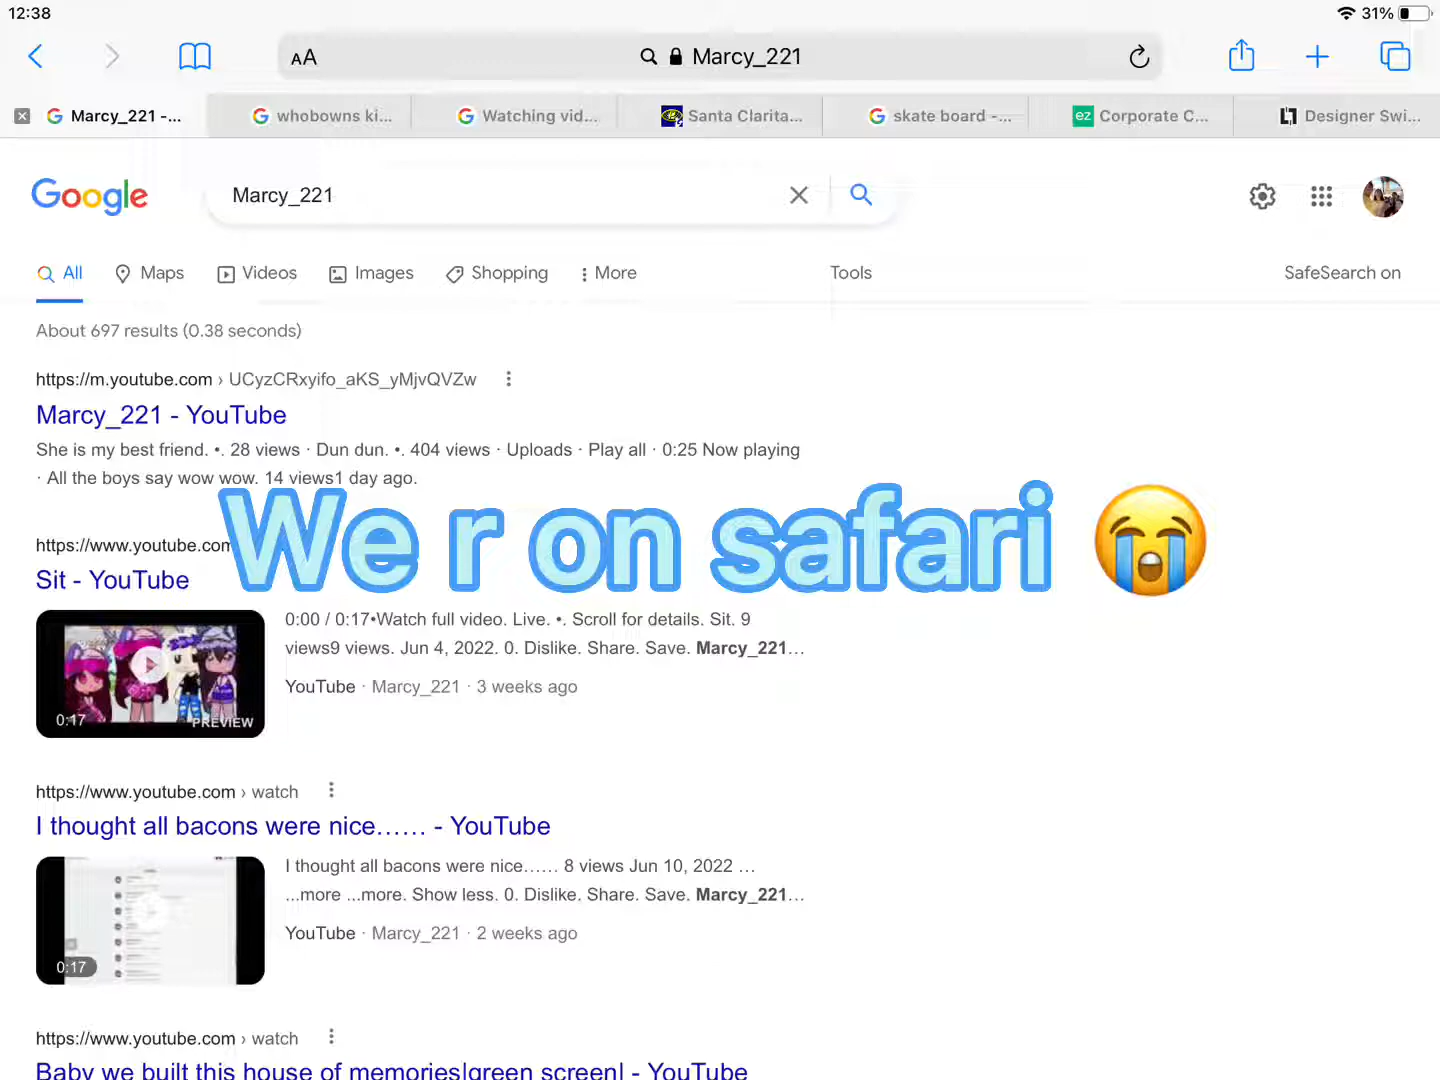 12:38
31%
AA
Marcy_221
Marcy_221 -...
whobowns ki...
Watching vid...
Santa Clarita...
skate board -...
ez
Corporate C...
Designer Swi...
Google
Marcy_221
All
Maps
Videos
Images
Shopping
More
Tools
SafeSearch on
About 697 results (0.38 seconds)
https://m.youtube.com › UCyzCRxyifo_aKS_yMjvQVZw
Marcy_221 - YouTube
She is my best friend. •. 28 views · Dun dun. •. 404 views · Uploads · Play all · 0:25 Now playing
· All the boys say wow wow. 14 views1 day ago.
We r on safari 😭
https://www.youtube.com
Sit - YouTube
0:17
PREVIEW
0:00 / 0:17•Watch full video. Live. •. Scroll for details. Sit. 9
views9 views. Jun 4, 2022. 0. Dislike. Share. Save. Marcy_221...
YouTube · Marcy_221 · 3 weeks ago
https://www.youtube.com › watch
I thought all bacons were nice…… - YouTube
0:17
I thought all bacons were nice…… 8 views Jun 10, 2022 ...
...more ...more. Show less. 0. Dislike. Share. Save. Marcy_221...
YouTube · Marcy_221 · 2 weeks ago
https://www.youtube.com › watch
Baby we built this house of memories|green screen| - YouTube